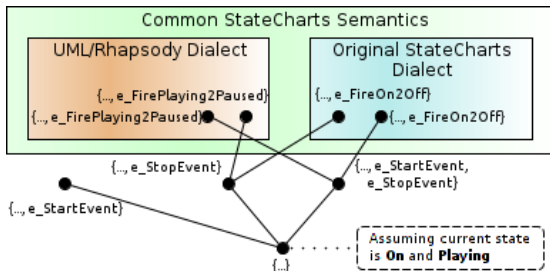 Common StateCharts Semantics
UML/Rhapsody Dialect
Original StateCharts
Dialect
{..., e_FirePlaying2Paused}
{..., e_FirePlaying2Paused}
{..., e_FireOn2Off}
{..., e_FireOn2Off}
{..., e_StopEvent}
{..., e_StartEvent,
e_StopEvent}
{..., e_StartEvent}
{...}
Assuming current state
is On and Playing